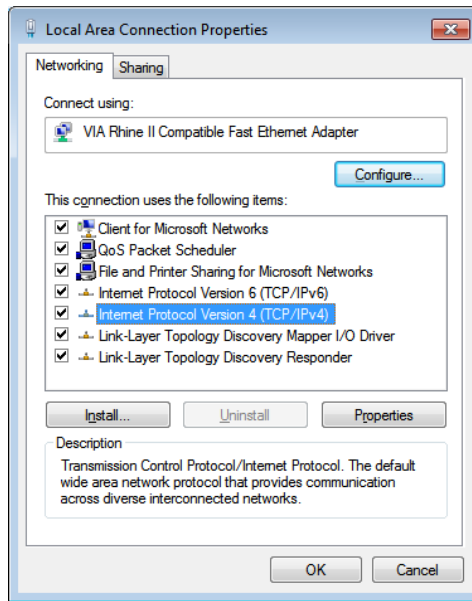 Local Area Connection Properties
Networking
Sharing
Connect using:
VIA Rhine II Compatible Fast Ethernet Adapter
Configure...
This connection uses the following items:
Client for Microsoft Networks
QoS Packet Scheduler
File and Printer Sharing for Microsoft Networks
Internet Protocol Version 6 (TCP/IPv6)
Internet Protocol Version 4 (TCP/IPv4)
Link-Layer Topology Discovery Mapper I/O Driver
Link-Layer Topology Discovery Responder
Install...
Uninstall
Properties
Description
Transmission Control Protocol/Internet Protocol. The default
wide area network protocol that provides communication
across diverse interconnected networks.
OK
Cancel